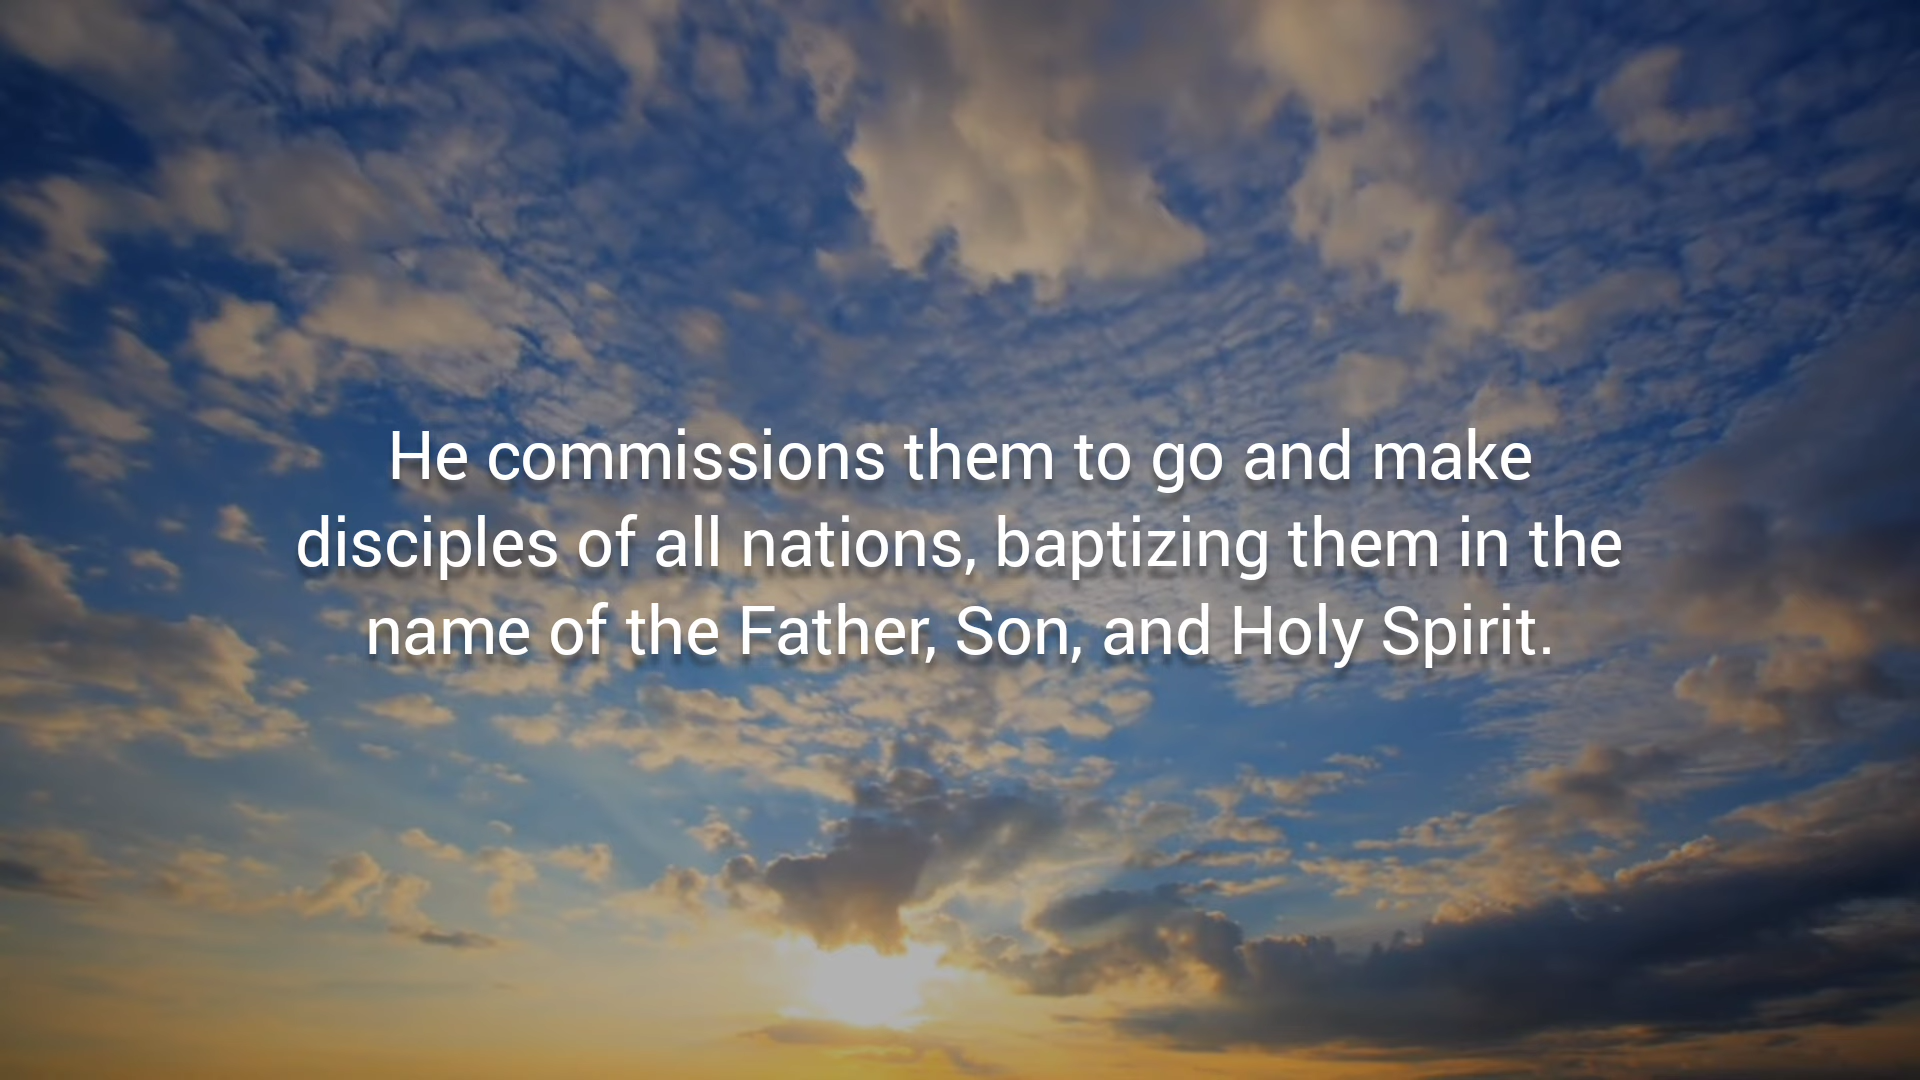 He commissions them to go and make
disciples of all nations, baptizing them in the
name of the Father, Son, and Holy Spirit.